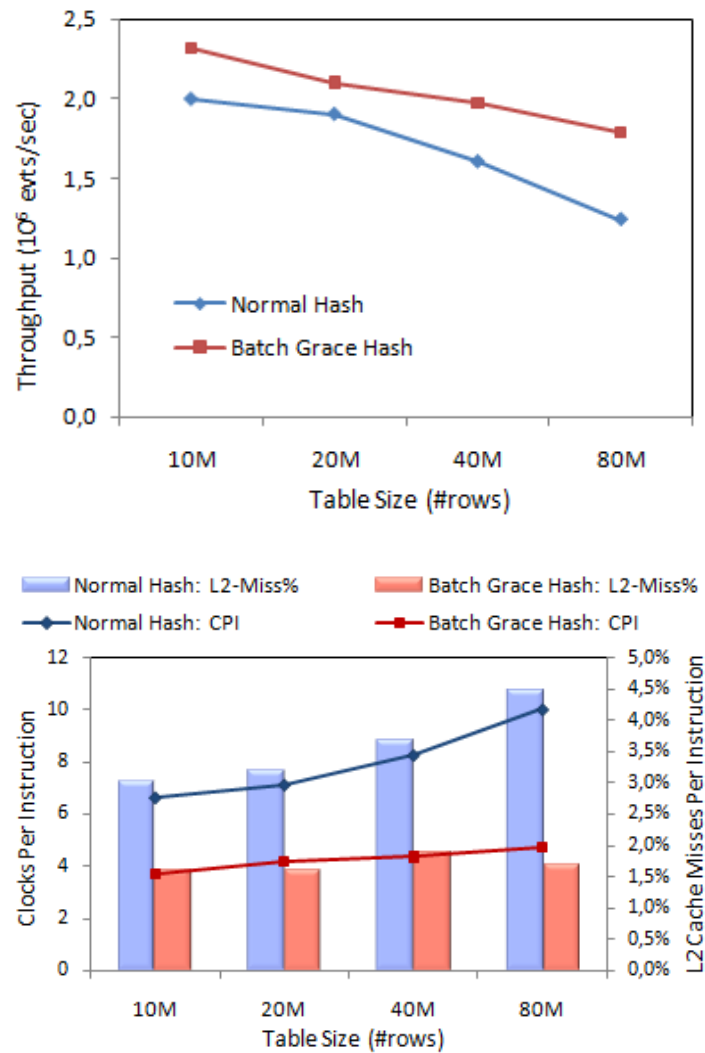 2,5
2,0
1,5
1,0
0,5
0,0
Throughput (10⁶ evts/sec)
Normal Hash
Batch Grace Hash
10M 20M 40M 80M
Table Size (#rows)
Normal Hash: L2-Miss% Batch Grace Hash: L2-Miss%
Normal Hash: CPI Batch Grace Hash: CPI
12
10
8
6
4
2
0
Clocks Per Instruction
5,0%
4,5%
4,0%
3,5%
3,0%
2,5%
2,0%
1,5%
1,0%
0,5%
0,0%
L2 Cache Misses Per Instruction
10M 20M 40M 80M
Table Size (#rows)